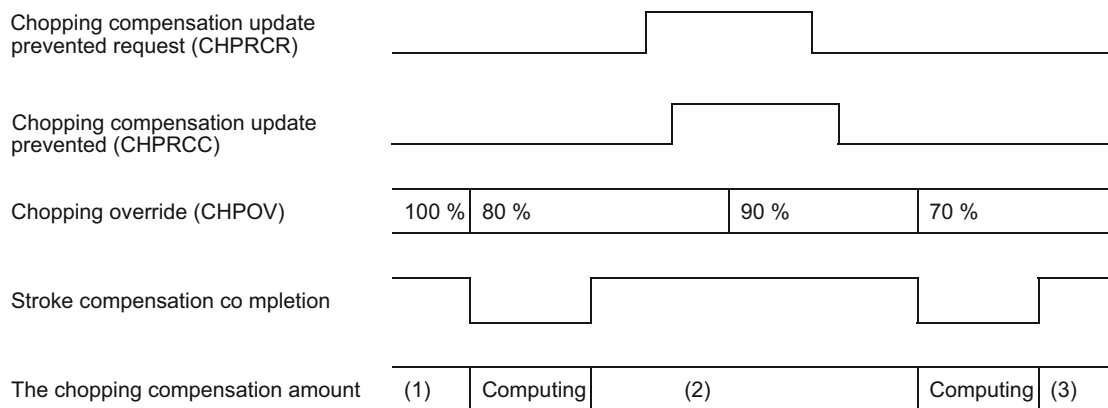 Chopping compensation update
prevented request (CHPRCR)
Chopping compensation update
prevented (CHPRCC)
Chopping override (CHPOV)
100 % 80 % 90 % 70 %
Stroke compensation co mpletion
The chopping compensation amount
(1) Computing (2) Computing (3)